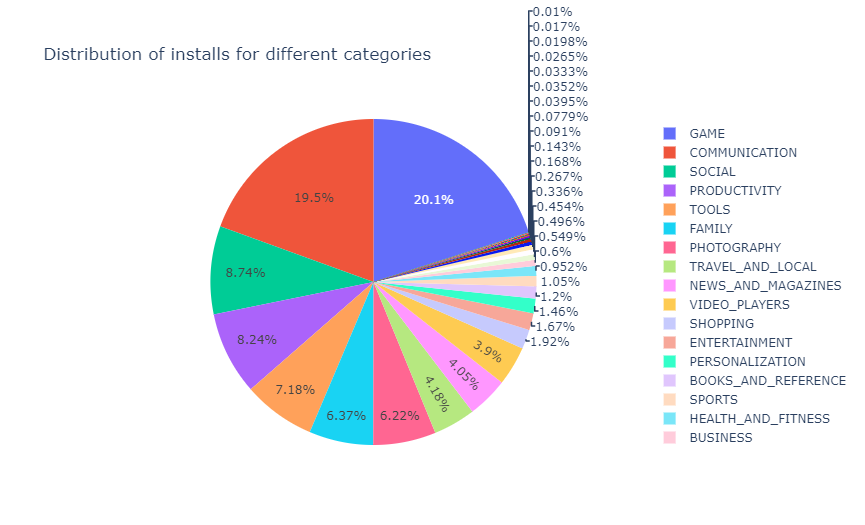 Distribution of installs for different categories
0.01%
0.017%
0.0198%
0.0265%
0.0333%
0.0352%
0.0395%
0.0779%
0.091%
0.143%
0.168%
0.267%
0.336%
0.454%
0.496%
0.549%
0.6%
0.952%
1.05%
1.2%
1.46%
1.67%
1.92%
3.9%
4.05%
4.18%
6.22%
6.37%
7.18%
8.24%
8.74%
19.5%
20.1%
GAME
COMMUNICATION
SOCIAL
PRODUCTIVITY
TOOLS
FAMILY
PHOTOGRAPHY
TRAVEL_AND_LOCAL
NEWS_AND_MAGAZINES
VIDEO_PLAYERS
SHOPPING
ENTERTAINMENT
PERSONALIZATION
BOOKS_AND_REFERENCE
SPORTS
HEALTH_AND_FITNESS
BUSINESS